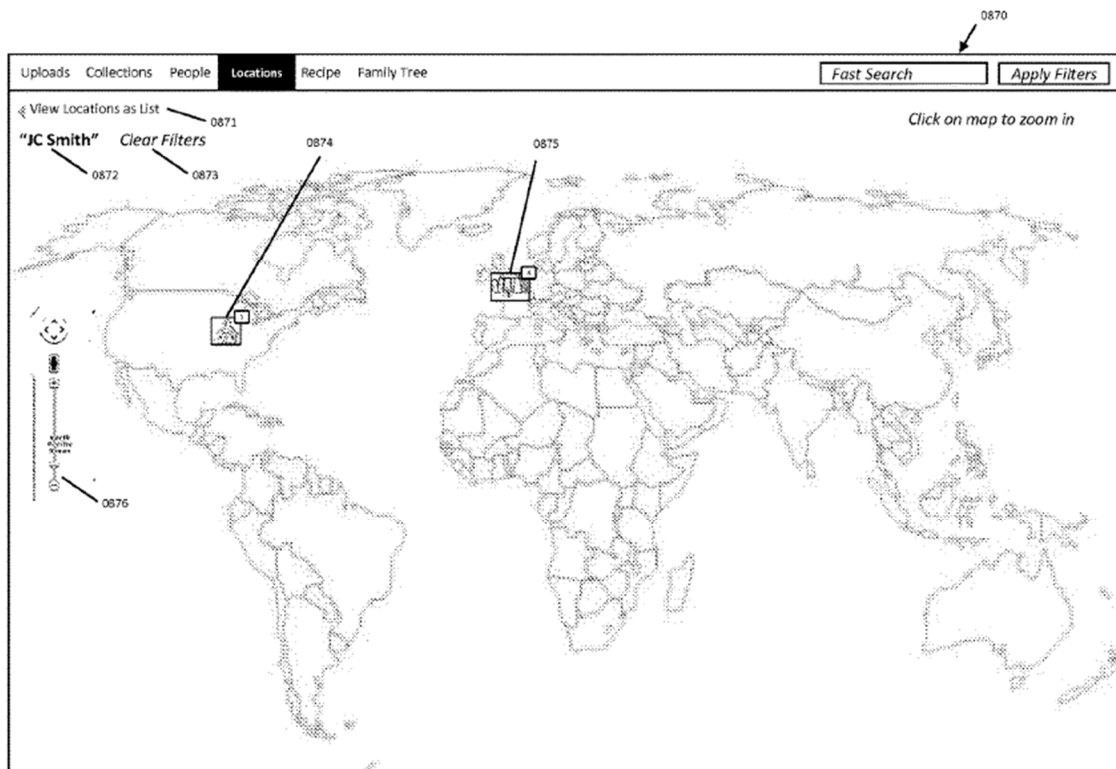 0870
Uploads Collections People Locations Recipe Family Tree Fast Search Apply Filters
View Locations as List
0871
Click on map to zoom in
"JC Smith" Clear Filters
0874
0875
0872
0873
0876